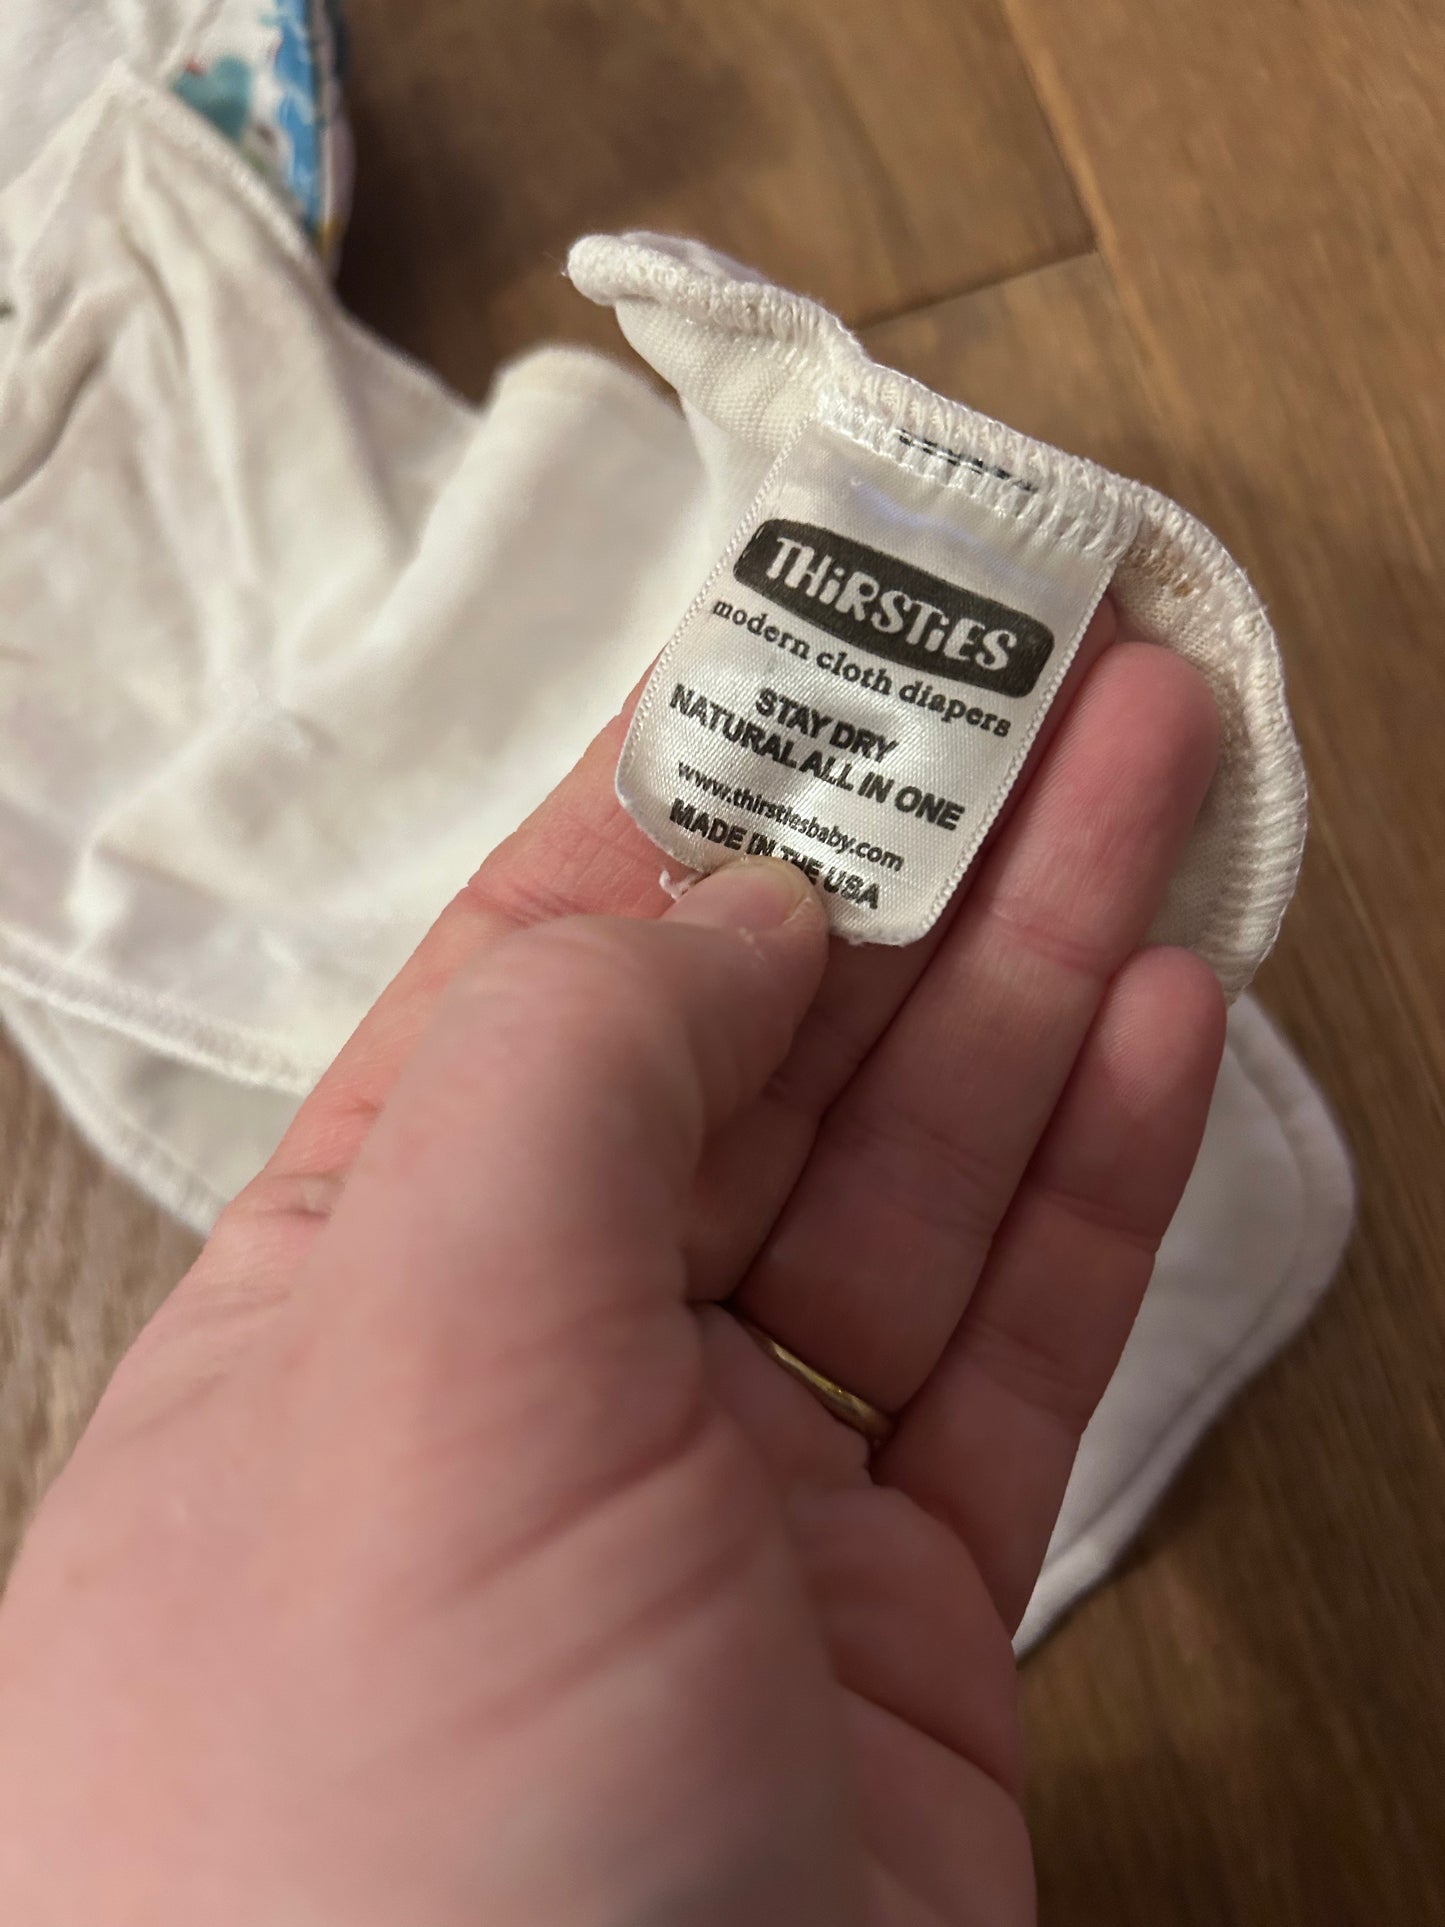 THiRSTiES
modern cloth diapers
STAY DRY
NATURAL ALL IN ONE
www.thirstiesbaby.com
MADE IN THE USA